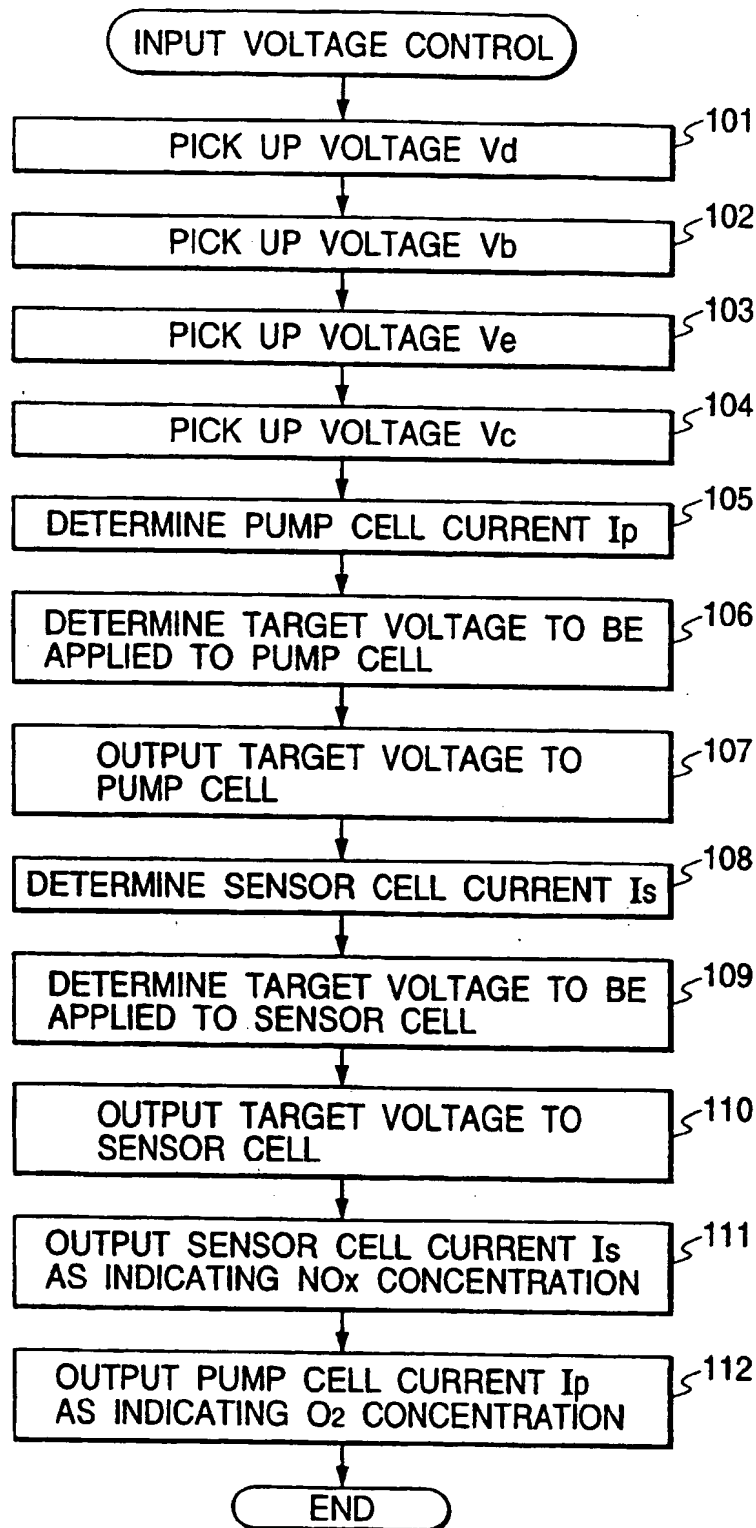 INPUT VOLTAGE CONTROL
101
PICK UP VOLTAGE Vd
102
PICK UP VOLTAGE Vb
103
PICK UP VOLTAGE Ve
104
PICK UP VOLTAGE Vc
105
DETERMINE PUMP CELL CURRENT Ip
106
DETERMINE TARGET VOLTAGE TO BE
APPLIED TO PUMP CELL
107
OUTPUT TARGET VOLTAGE TO
PUMP CELL
108
DETERMINE SENSOR CELL CURRENT Is
109
DETERMINE TARGET VOLTAGE TO BE
APPLIED TO SENSOR CELL
110
OUTPUT TARGET VOLTAGE TO
SENSOR CELL
111
OUTPUT SENSOR CELL CURRENT Is
AS INDICATING NOx CONCENTRATION
112
OUTPUT PUMP CELL CURRENT Ip
AS INDICATING O2 CONCENTRATION
END